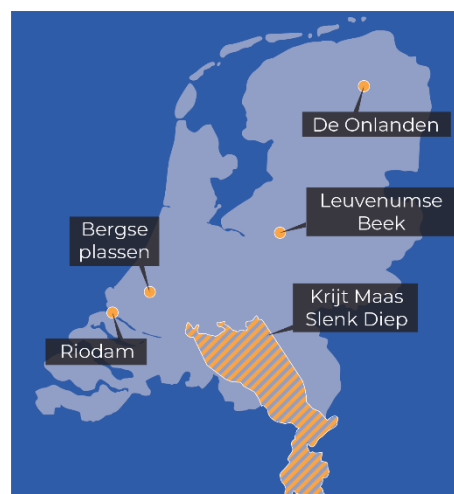 De Onlanden
Leuvenumse
Beek
Bergse
plassen
Krijt Maas
Slenk Diep
Riodam